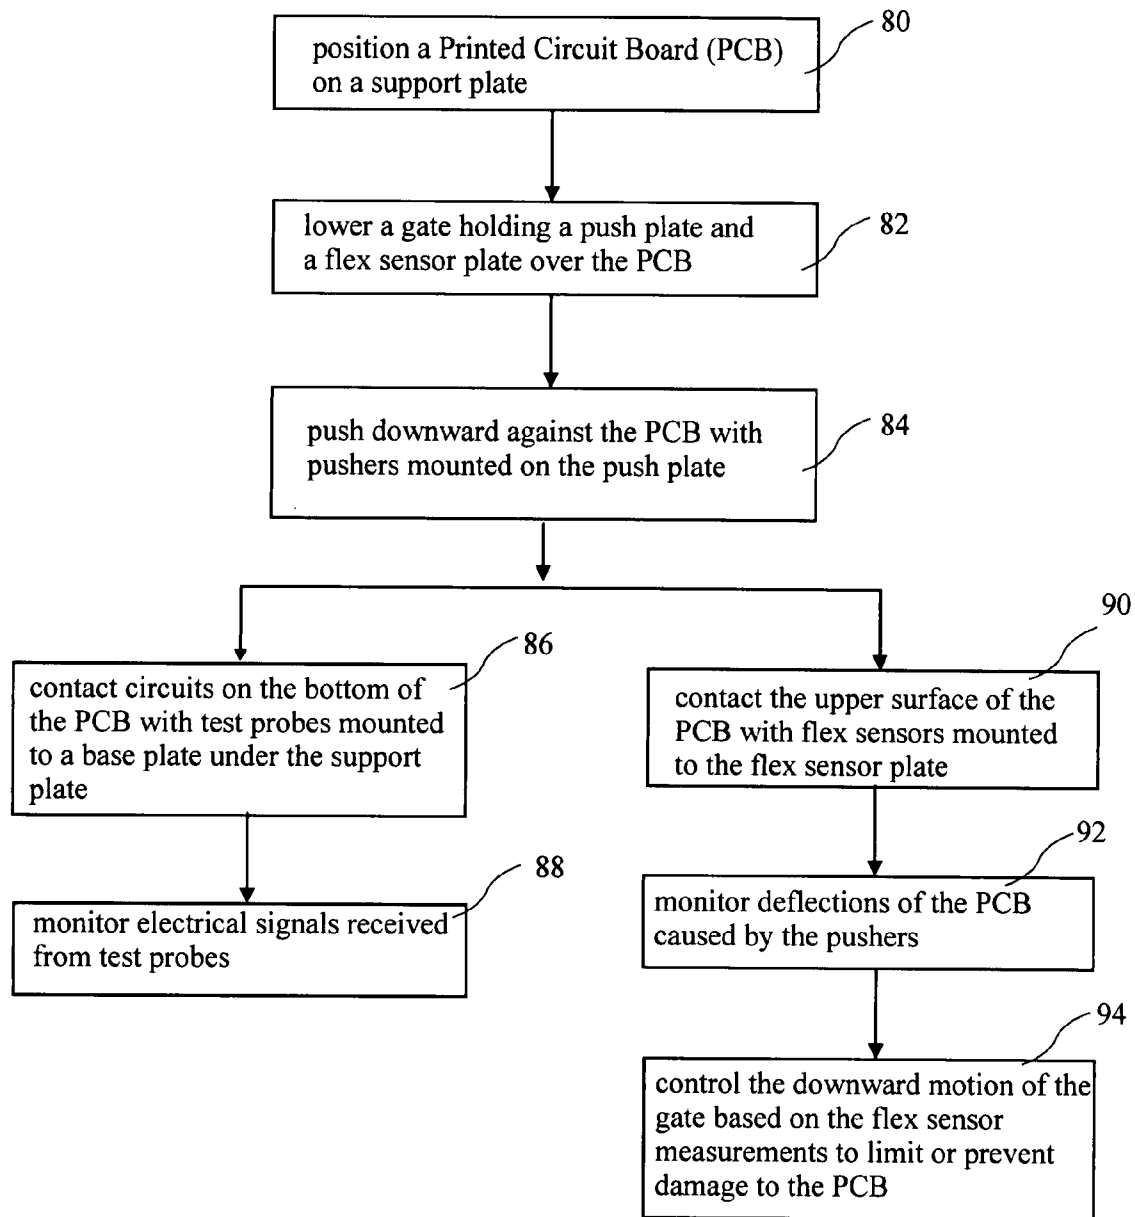 80
position a Printed Circuit Board (PCB)
on a support plate
82
lower a gate holding a push plate and
a flex sensor plate over the PCB
84
push downward against the PCB with
pushers mounted on the push plate
86
contact circuits on the bottom of
the PCB with test probes mounted
to a base plate under the support
plate
88
monitor electrical signals received
from test probes
90
contact the upper surface of the
PCB with flex sensors mounted
to the flex sensor plate
92
monitor deflections of the PCB
caused by the pushers
94
control the downward motion of the
gate based on the flex sensor
measurements to limit or prevent
damage to the PCB